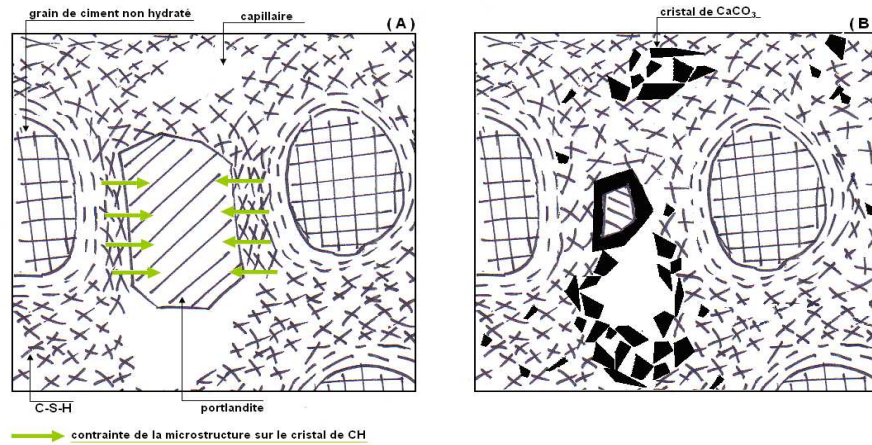 grain de ciment non hydraté
capillaire
( A )
cristal de CaCO3
( B
C-S-H
portlandite
contrainte de la microstructure sur le cristal de CH